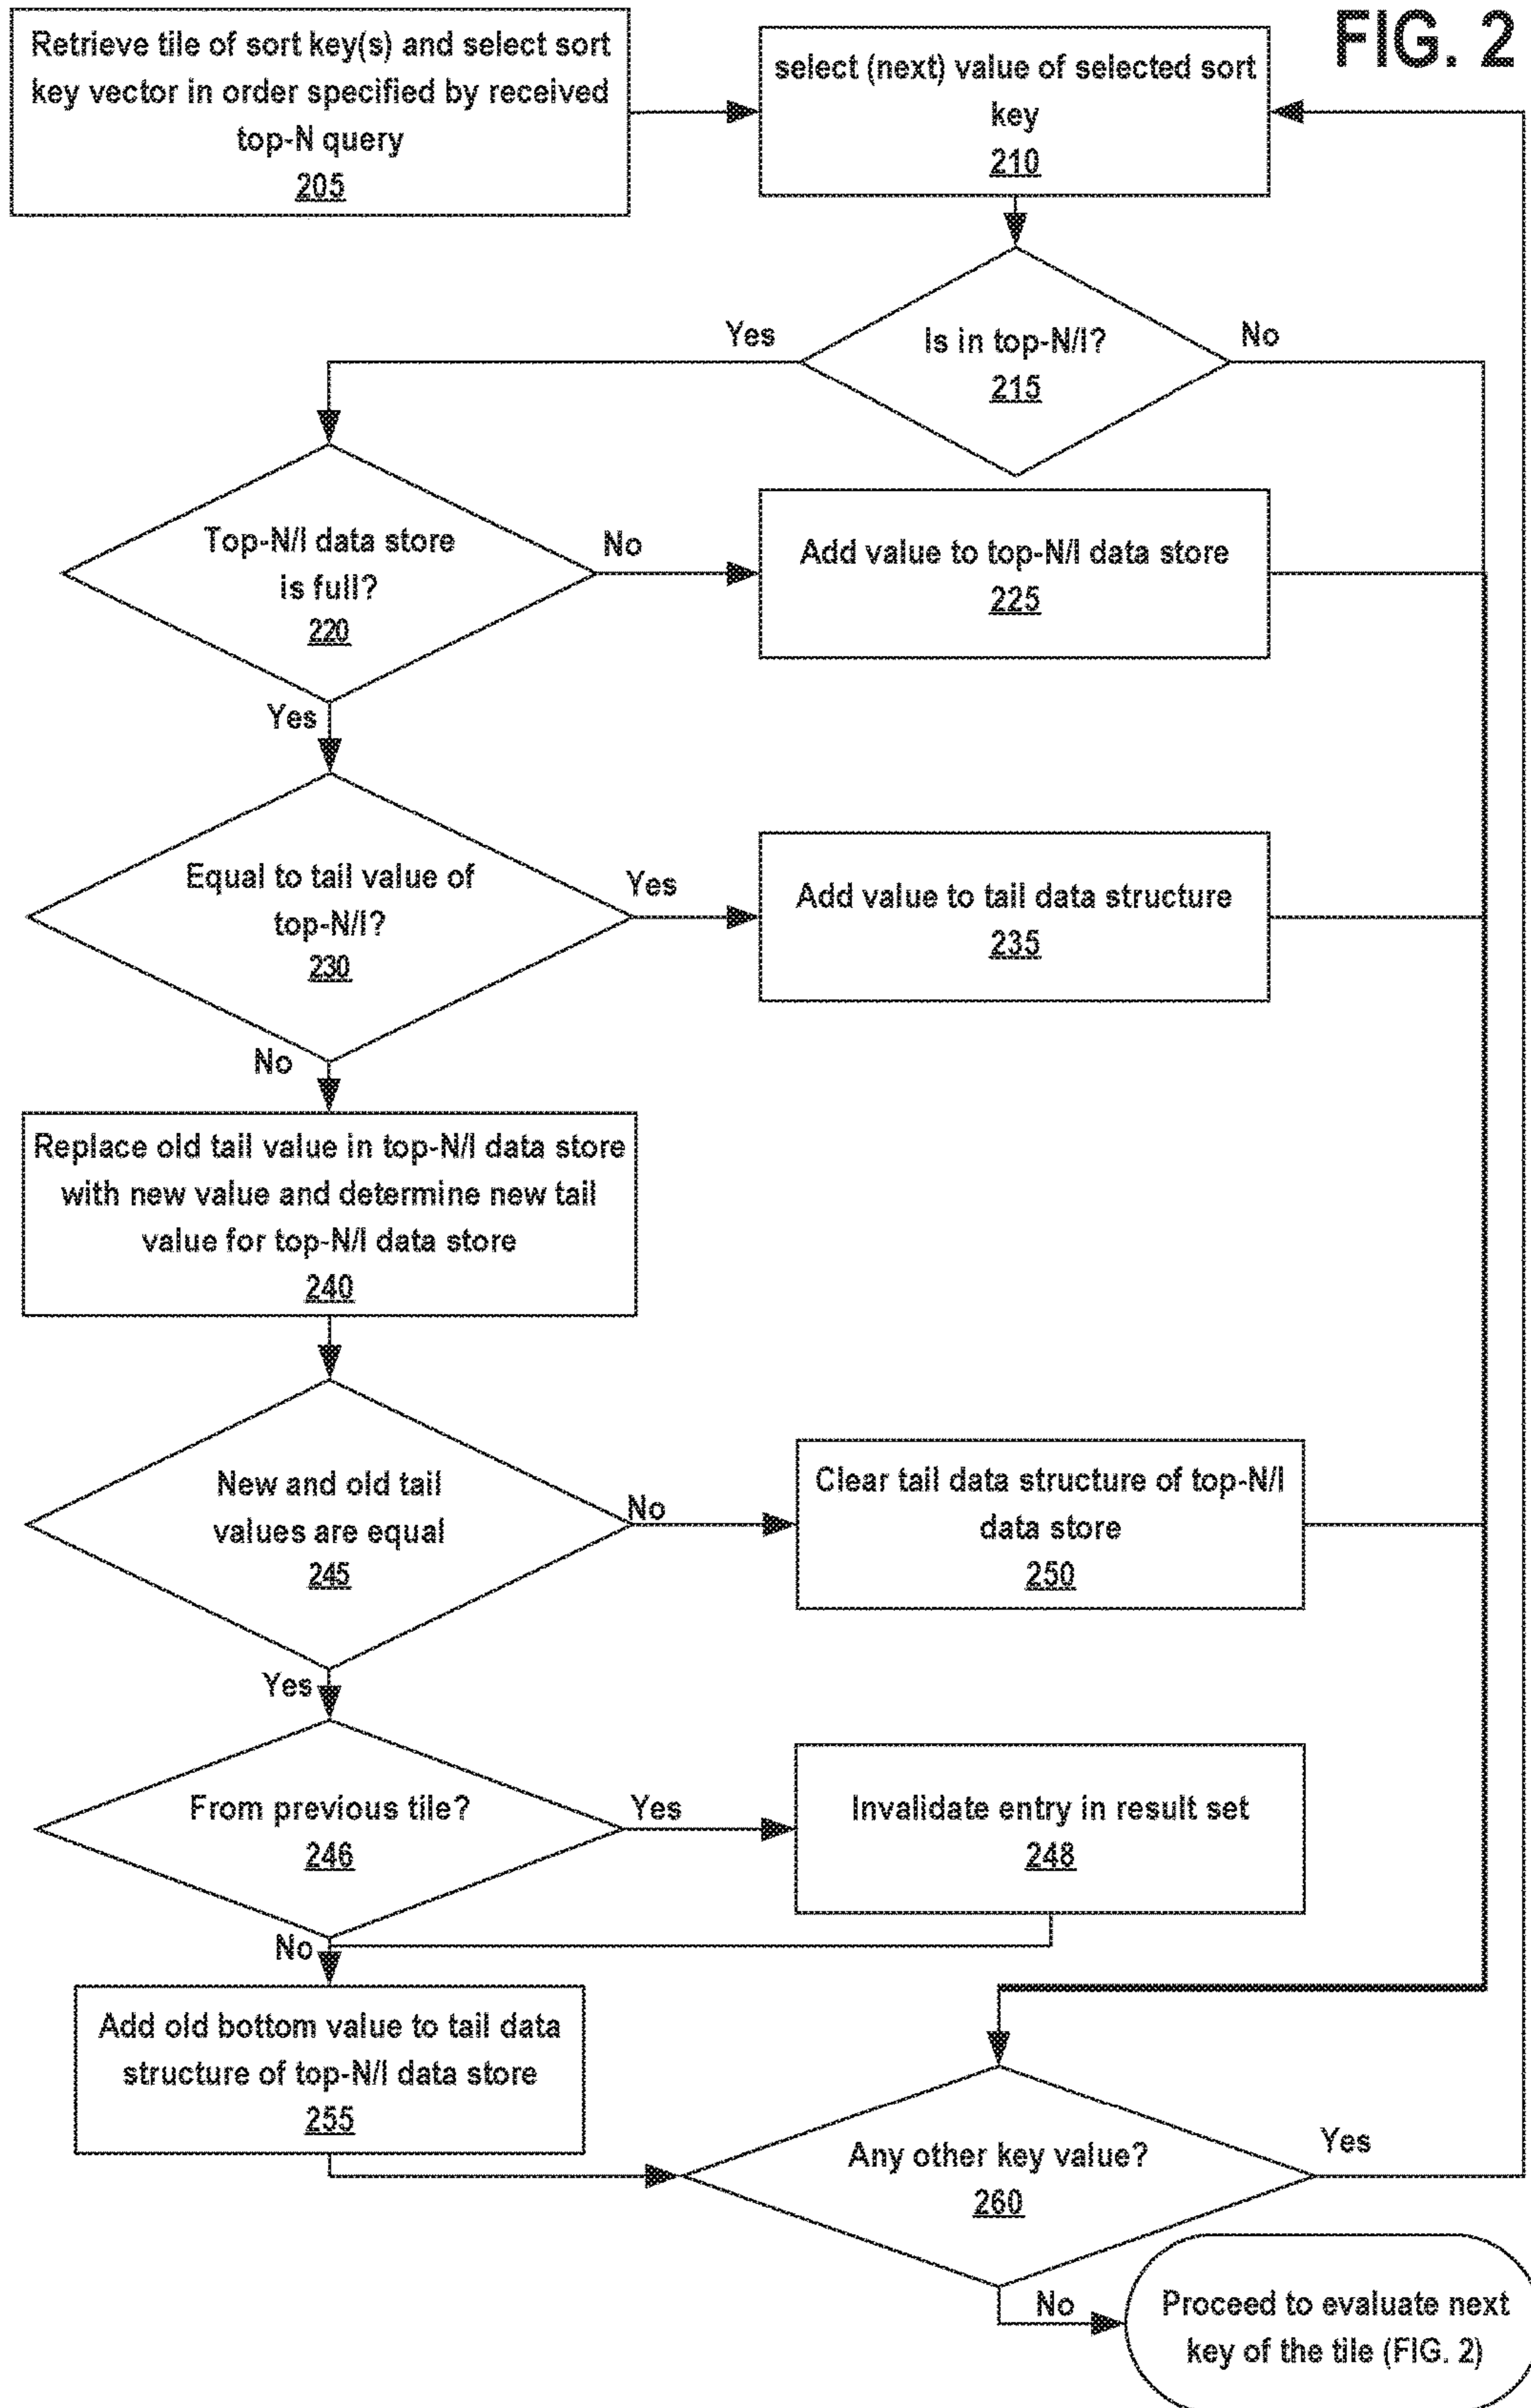 FIG. 2
Retrieve tile of sort key(s) and select sort
key vector in order specified by received
top-N query
205
select (next) value of selected sort
key
210
Is in top-N/I?
215
Yes
No
Top-N/I data store
is full?
220
No
Yes
Add value to top-N/I data store
225
Equal to tail value of
top-N/I?
230
Yes
No
Add value to tail data structure
235
Replace old tail value in top-N/I data store
with new value and determine new tail
value for top-N/I data store
240
New and old tail
values are equal
245
No
Yes
Clear tail data structure of top-N/I
data store
250
From previous tile?
246
Yes
No
Invalidate entry in result set
248
Add old bottom value to tail data
structure of top-N/I data store
255
Any other key value?
260
Yes
No
Proceed to evaluate next
key of the tile (FIG. 2)